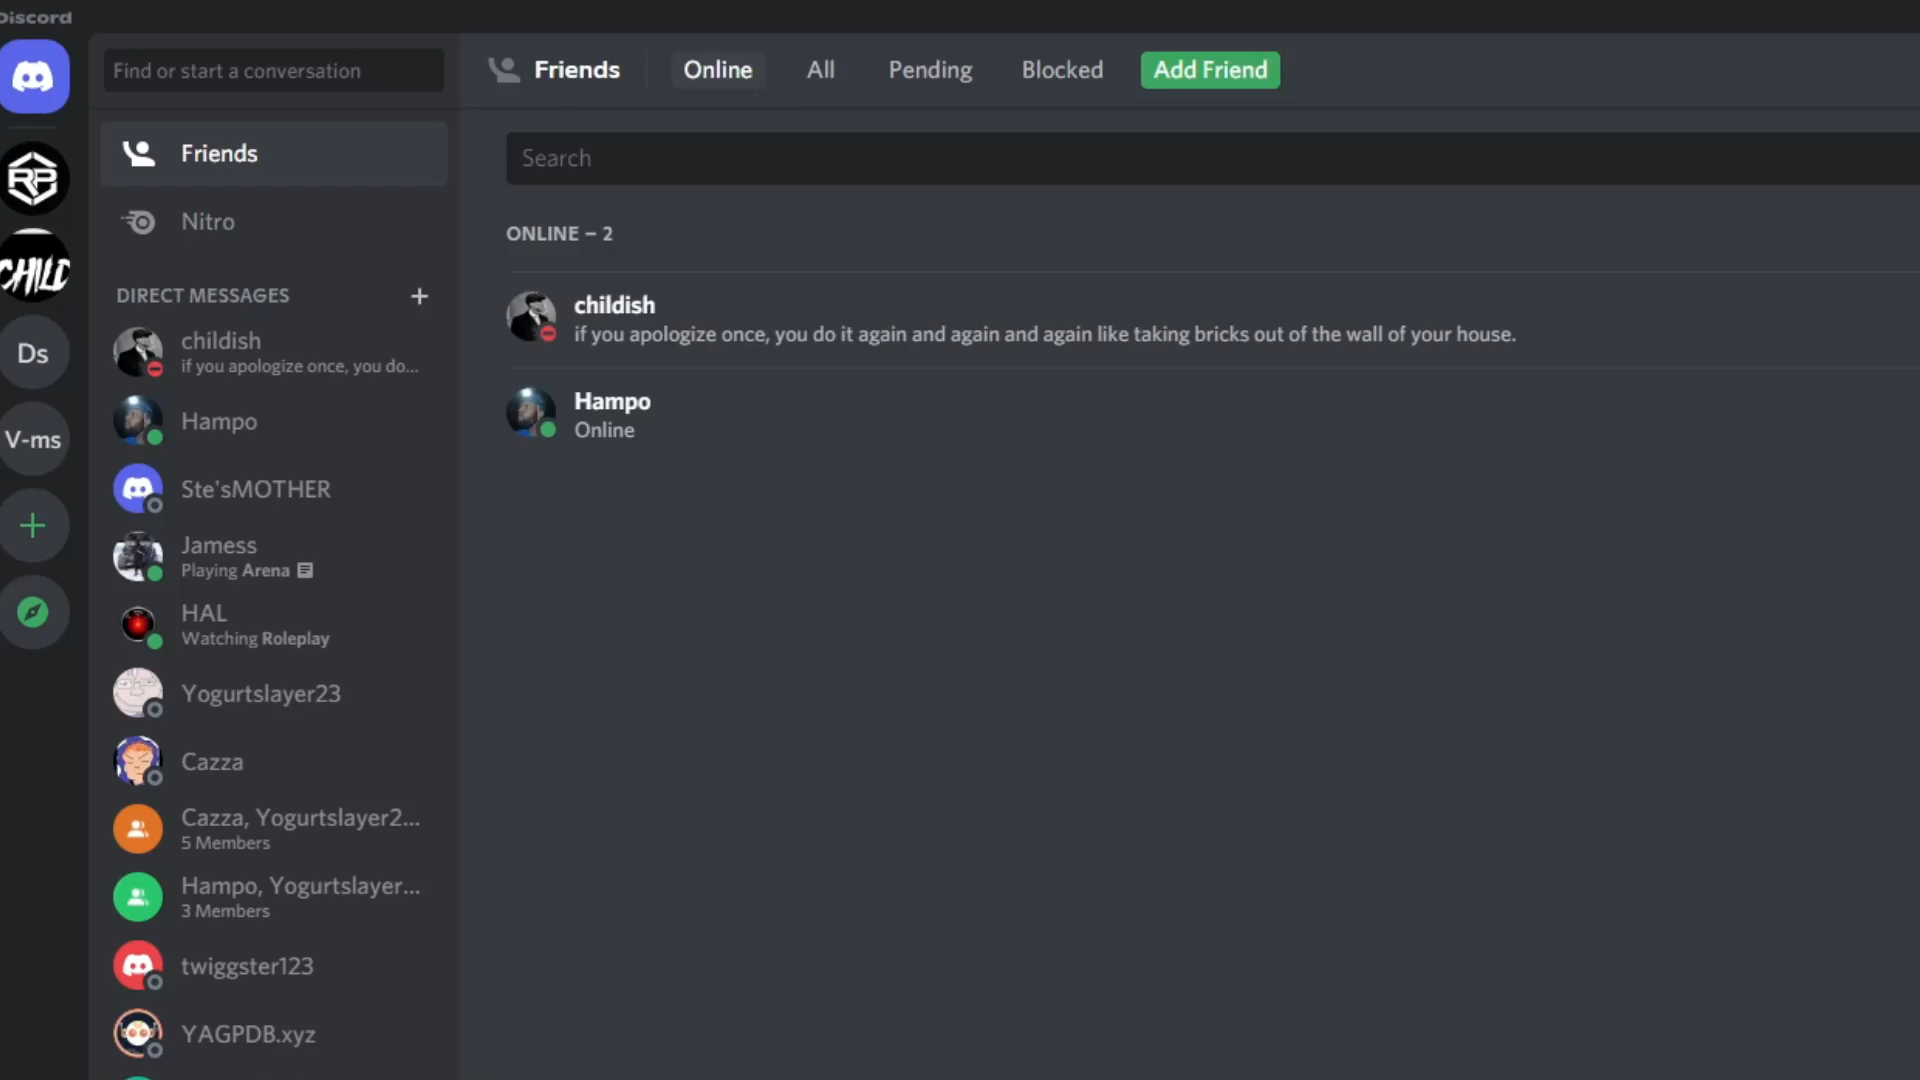 Discord
Find or start a conversation
Friends
Online
All
Pending
Blocked
Add Friend
RP
CHILD
Ds
V-ms
Friends
Nitro
DIRECT MESSAGES
childish
if you apologize once, you do...
Hampo
Ste'sMOTHER
Jamess
Playing Arena
HAL
Watching Roleplay
Yogurtslayer23
Cazza
Cazza, Yogurtslayer2...
5 Members
Hampo, Yogurtslayer...
3 Members
twiggster123
YAGPDB.xyz
Search
ONLINE – 2
childish
if you apologize once, you do it again and again and again like taking bricks out of the wall of your house.
Hampo
Online